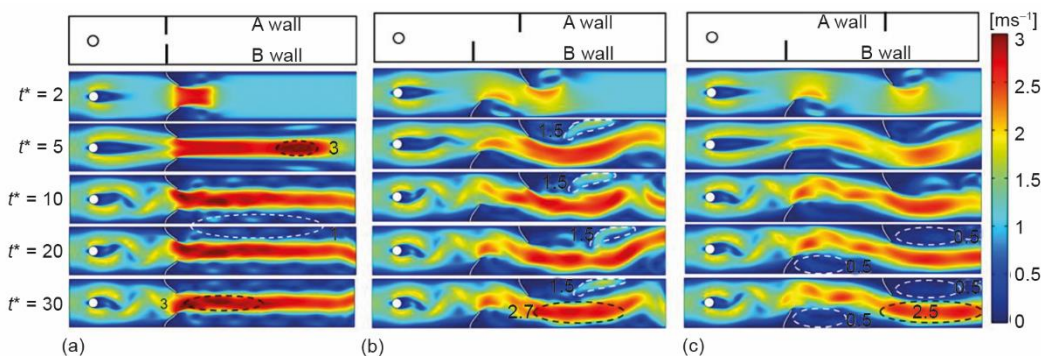 A wall
B wall
A wall
B wall
A wall
B wall
[ms⁻¹]
3
2.5
2
1.5
1
0.5
0
t* = 2
t* = 5
3
1.5
t* = 10
1.5
t* = 20
1.5
0.5
0.5
t* = 30
3
1.5
2.7
0.5
0.5
2.5
(a)
(b)
(c)